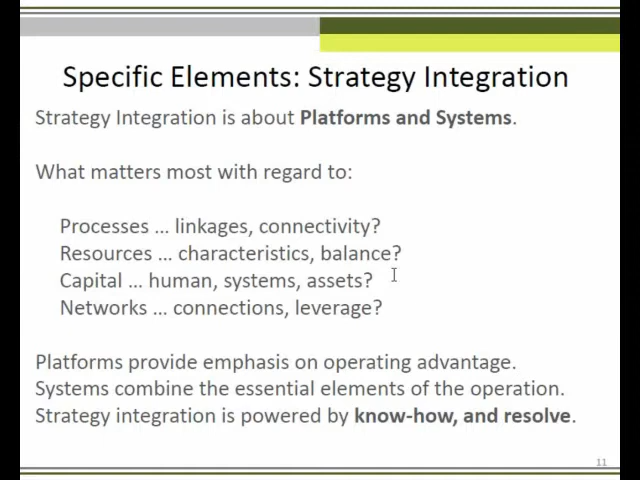 Specific Elements: Strategy Integration
Strategy Integration is about Platforms and Systems.
What matters most with regard to:
Processes ... linkages, connectivity?
Resources ... characteristics, balance?
Capital ... human, systems, assets?
Networks ... connections, leverage?
Platforms provide emphasis on operating advantage.
Systems combine the essential elements of the operation.
Strategy integration is powered by know-how, and resolve.
11